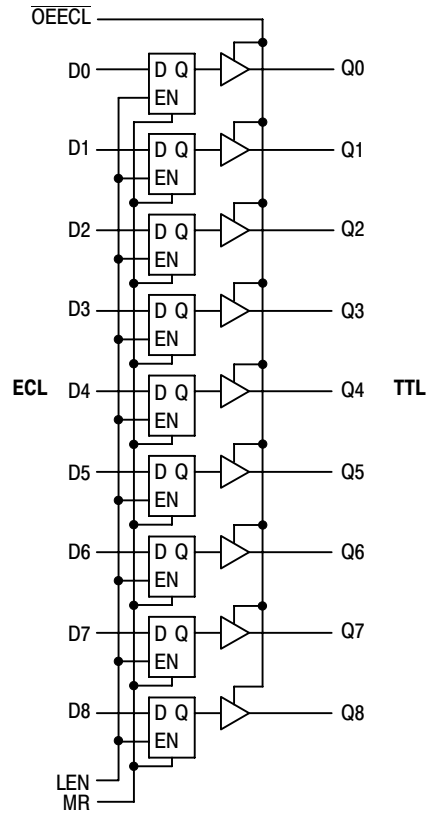 OEECL
D0 D Q EN Q0
D1 D Q EN Q1
D2 D Q EN Q2
D3 D Q EN Q3
ECL D4 D Q EN Q4 TTL
D5 D Q EN Q5
D6 D Q EN Q6
D7 D Q EN Q7
D8 D Q EN Q8
LEN
MR